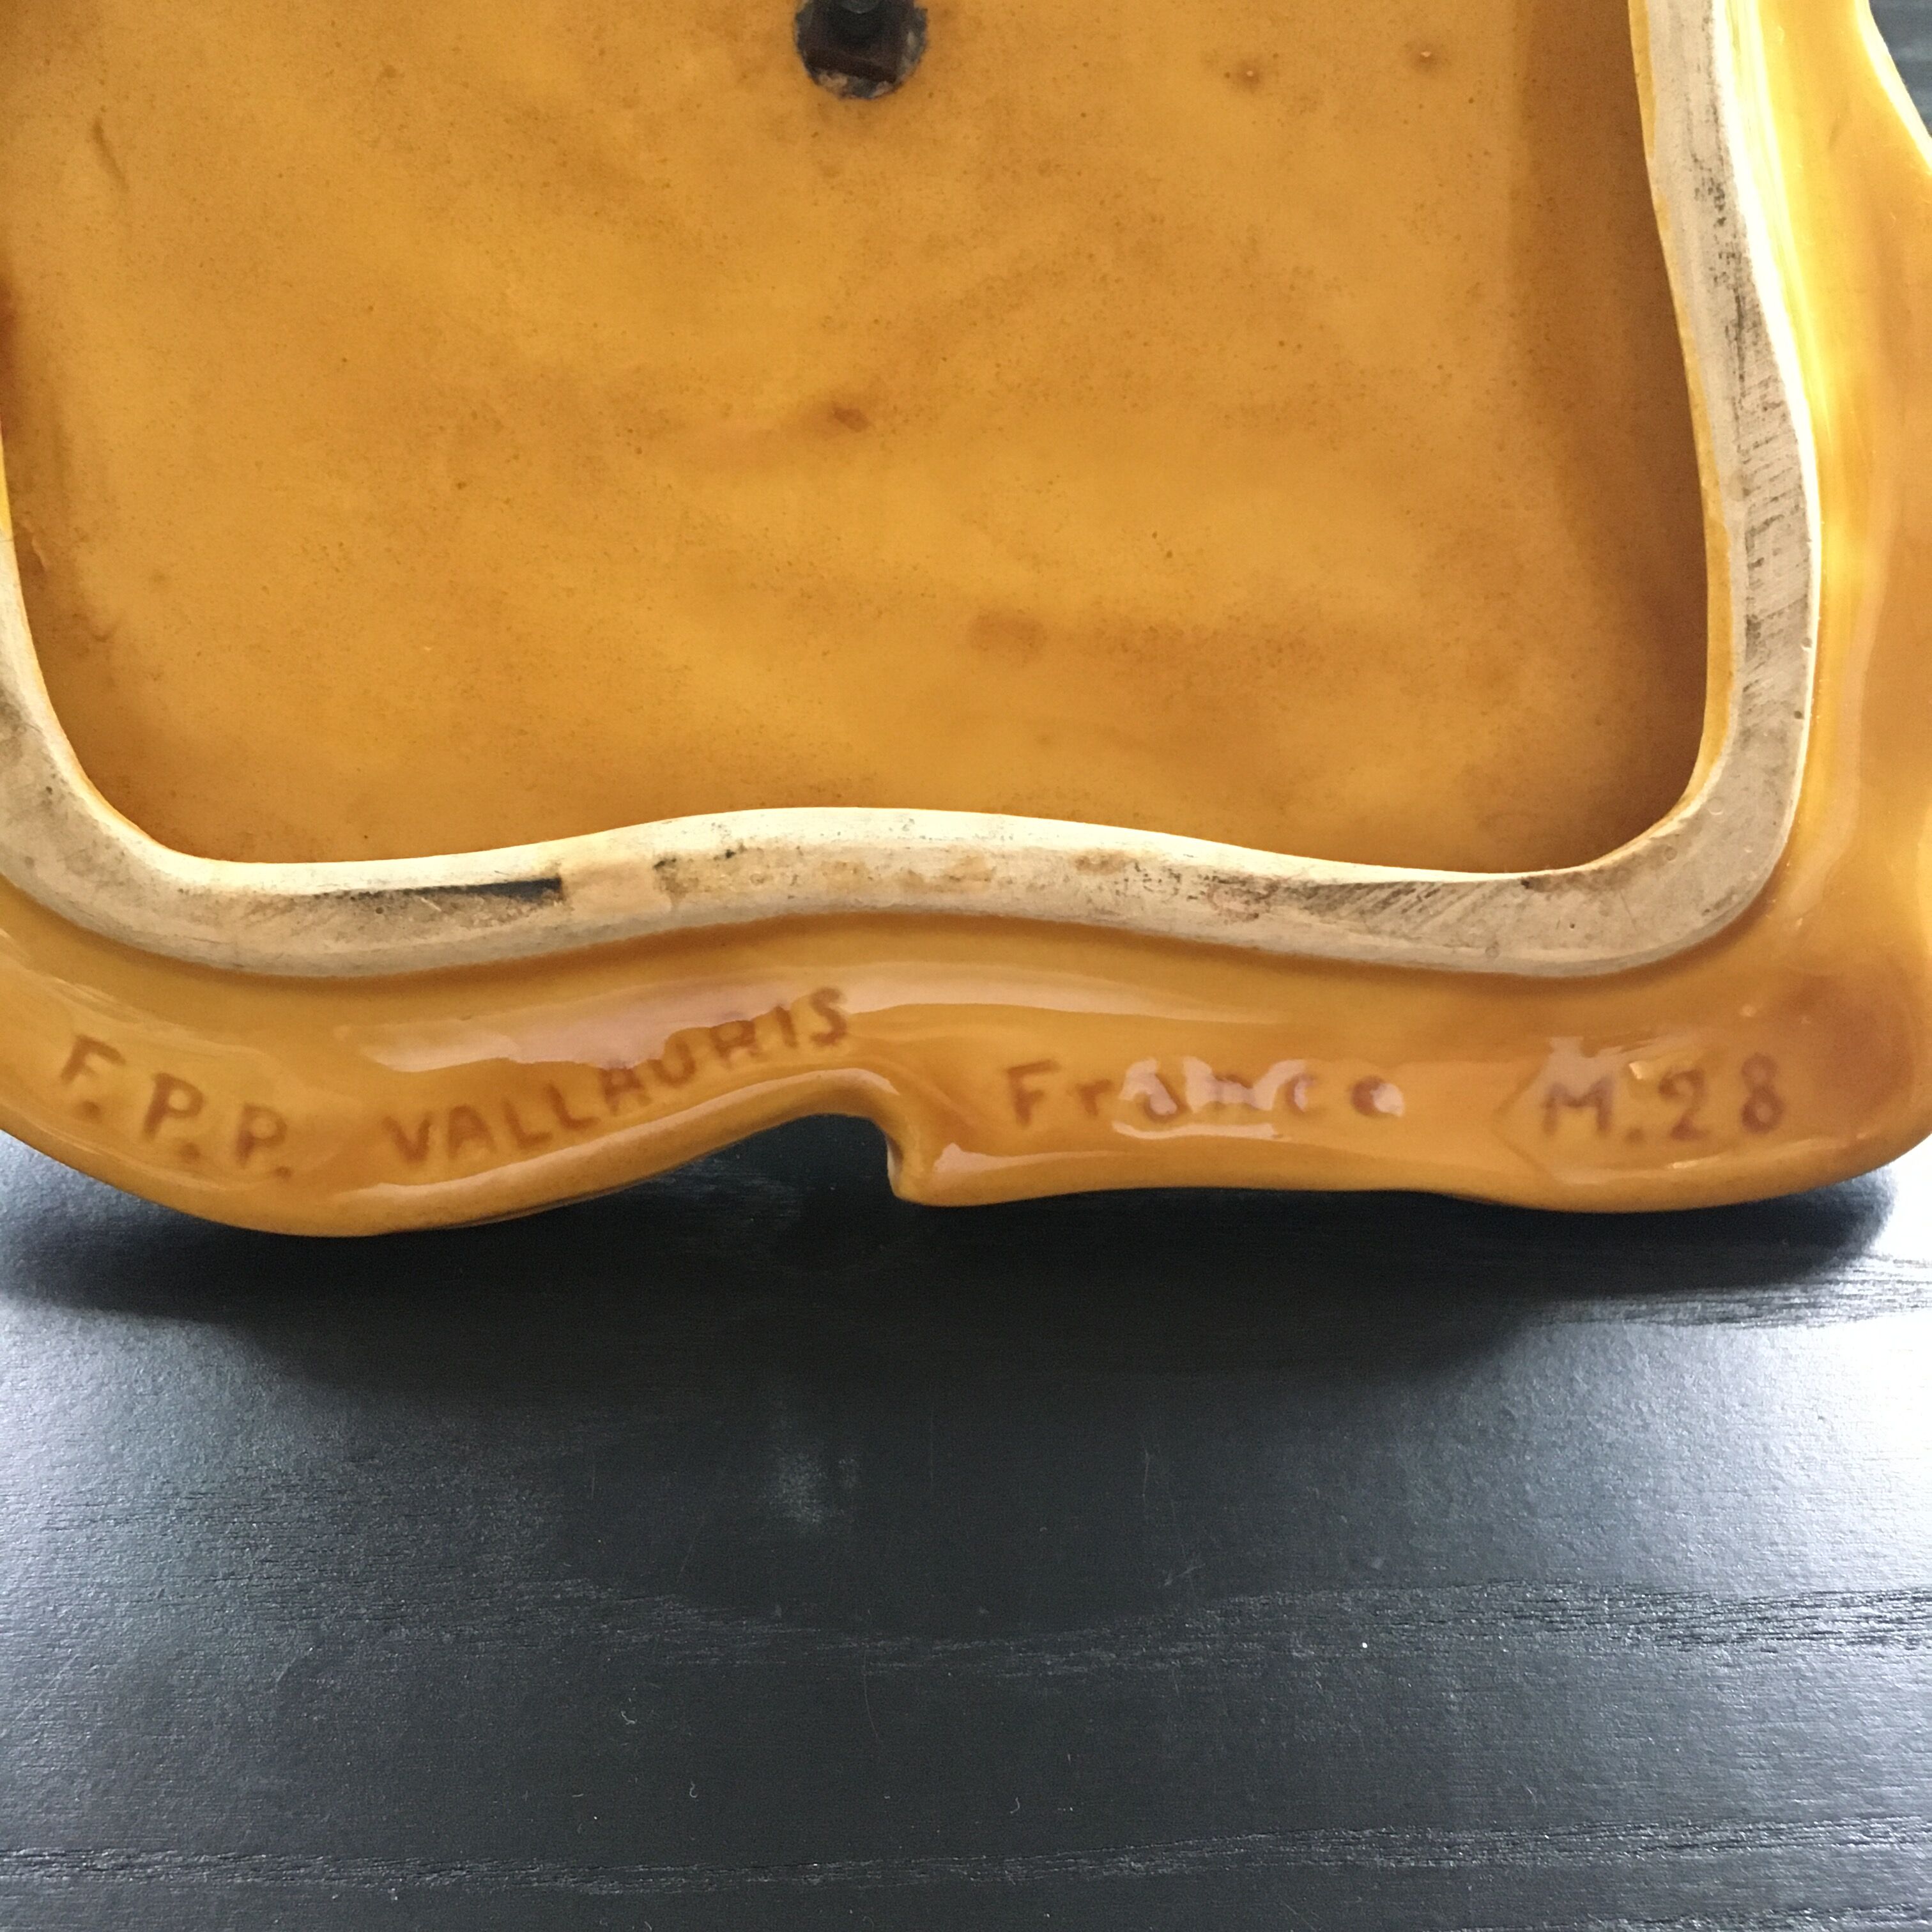 F.P.P. VALLAURIS France M.28